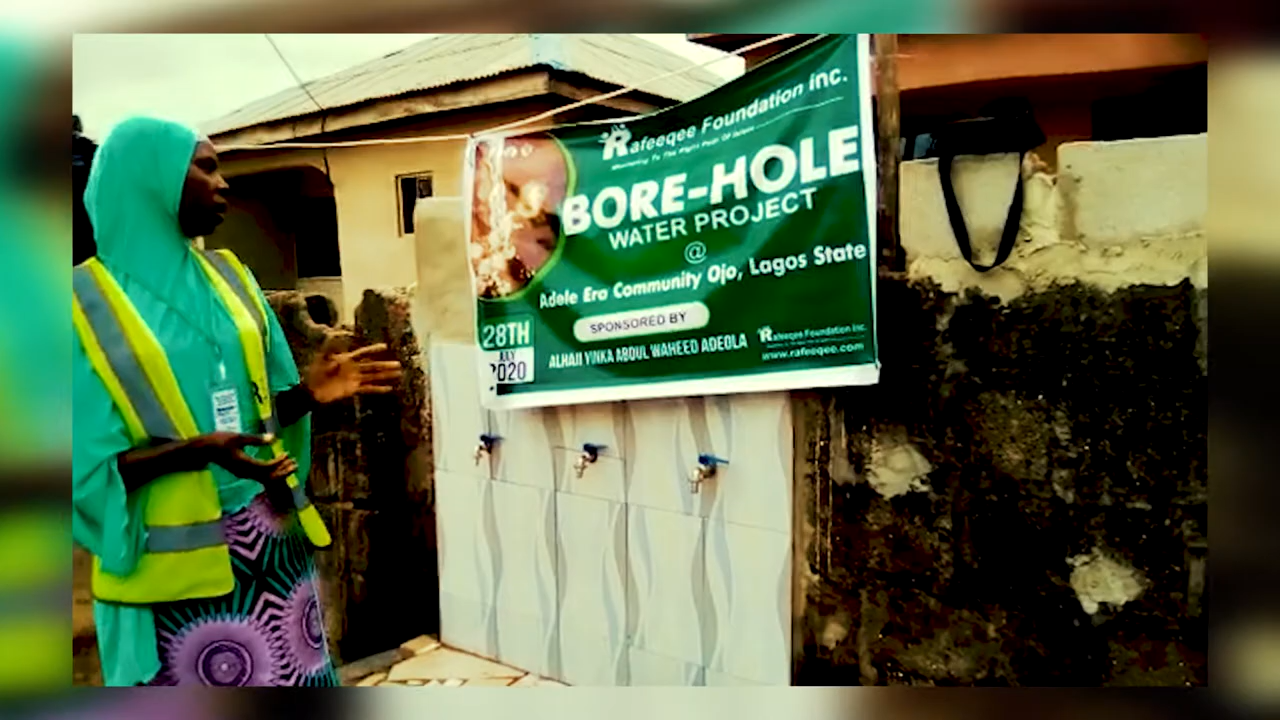 Rafeeqee Foundation Inc.
BORE-HOLE
WATER PROJECT
@
Adele Era Community Ojo, Lagos State
SPONSORED BY
28TH
JULY
2020
ALHAJI YINKA ABDUL WAHEED ADEOLA
Rafeeqee Foundation Inc.
www.rafeeqee.com